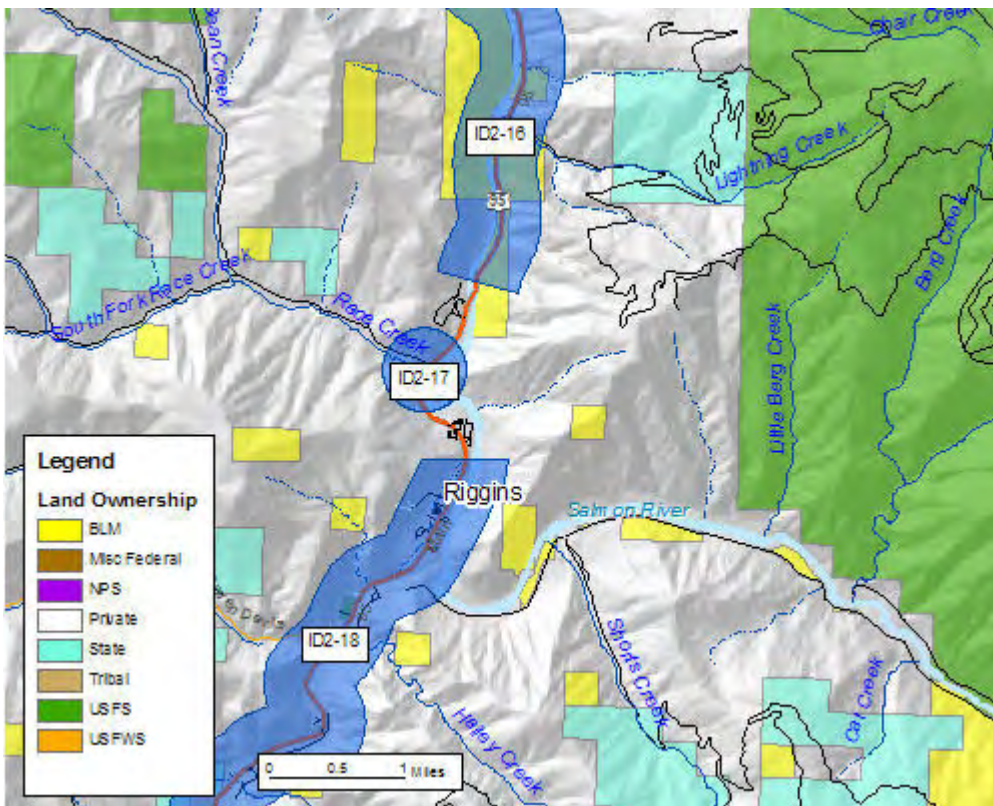 Chair Creek
Bean Creek
ID2-16
Lightning Creek
95
Berg Creek
South Fork Race Creek
Race Creek
ID2-17
Little Berg Creek
Riggins
Salmon River
Legend
Land Ownership
BLM
Misc Federal
NPS
Private
State
Tribal
USFS
USFWS
ID2-18
Shorts Creek
Hailey Creek
Cat Creek
0 0.5 1 Miles